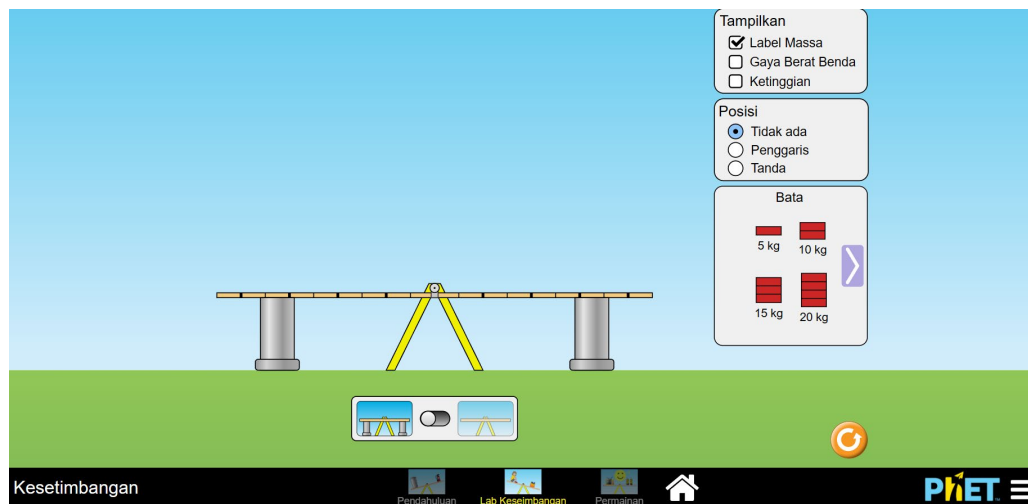 Tampilkan
Label Massa
Gaya Berat Benda
Ketinggian
Posisi
Tidak ada
Penggaris
Tanda
Bata
5 kg
10 kg
15 kg
20 kg
Kesetimbangan
Pendahuluan
Lab Keseimbangan
Permainan
PhET